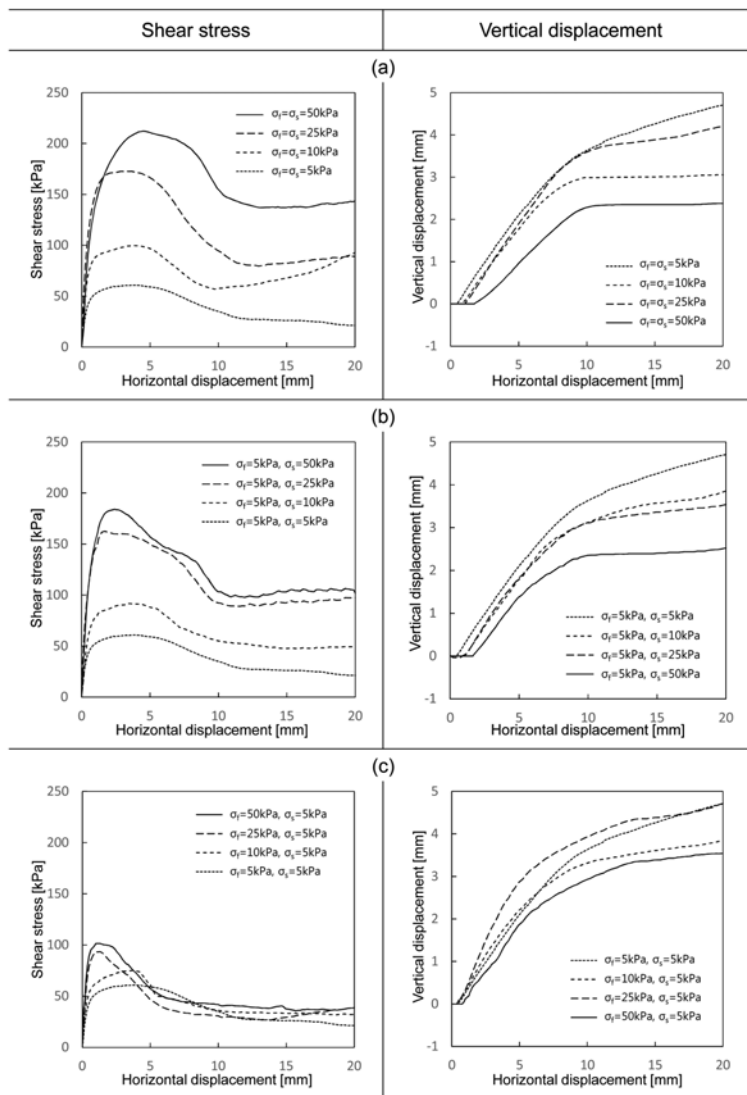 Shear stress
Vertical displacement
(a)
250
200
150
100
50
0
0
5
10
15
20
Shear stress [kPa]
Horizontal displacement [mm]
σf=σs=50kPa
σf=σs=25kPa
σf=σs=10kPa
σf=σs=5kPa
5
4
3
2
1
0
-1
0
5
10
15
20
Vertical displacement [mm]
Horizontal displacement [mm]
σf=σs=5kPa
σf=σs=10kPa
σf=σs=25kPa
σf=σs=50kPa
(b)
250
200
150
100
50
0
0
5
10
15
20
Shear stress [kPa]
Horizontal displacement [mm]
σf=5kPa, σs=50kPa
σf=5kPa, σs=25kPa
σf=5kPa, σs=10kPa
σf=5kPa, σs=5kPa
5
4
3
2
1
0
-1
0
5
10
15
20
Vertical displacement [mm]
Horizontal displacement [mm]
σf=5kPa, σs=5kPa
σf=5kPa, σs=10kPa
σf=5kPa, σs=25kPa
σf=5kPa, σs=50kPa
(c)
250
200
150
100
50
0
0
5
10
15
20
Shear stress [kPa]
Horizontal displacement [mm]
σf=50kPa, σs=5kPa
σf=25kPa, σs=5kPa
σf=10kPa, σs=5kPa
σf=5kPa, σs=5kPa
5
4
3
2
1
0
-1
0
5
10
15
20
Vertical displacement [mm]
Horizontal displacement [mm]
σf=5kPa, σs=5kPa
σf=10kPa, σs=5kPa
σf=25kPa, σs=5kPa
σf=50kPa, σs=5kPa